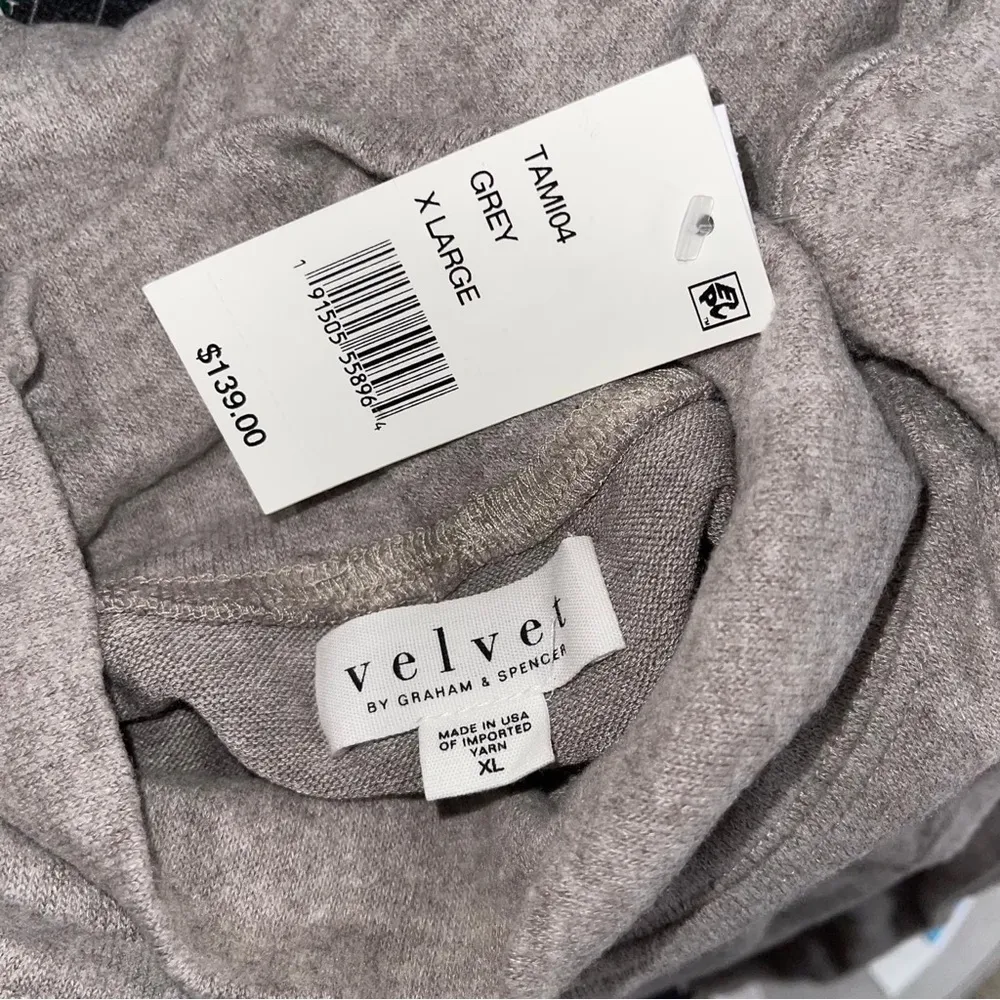 TAMI04
GREY
X LARGE
1 91505 55896 4
$139.00
velvet
BY GRAHAM & SPENCER
MADE IN USA
OF IMPORTED
YARN
XL